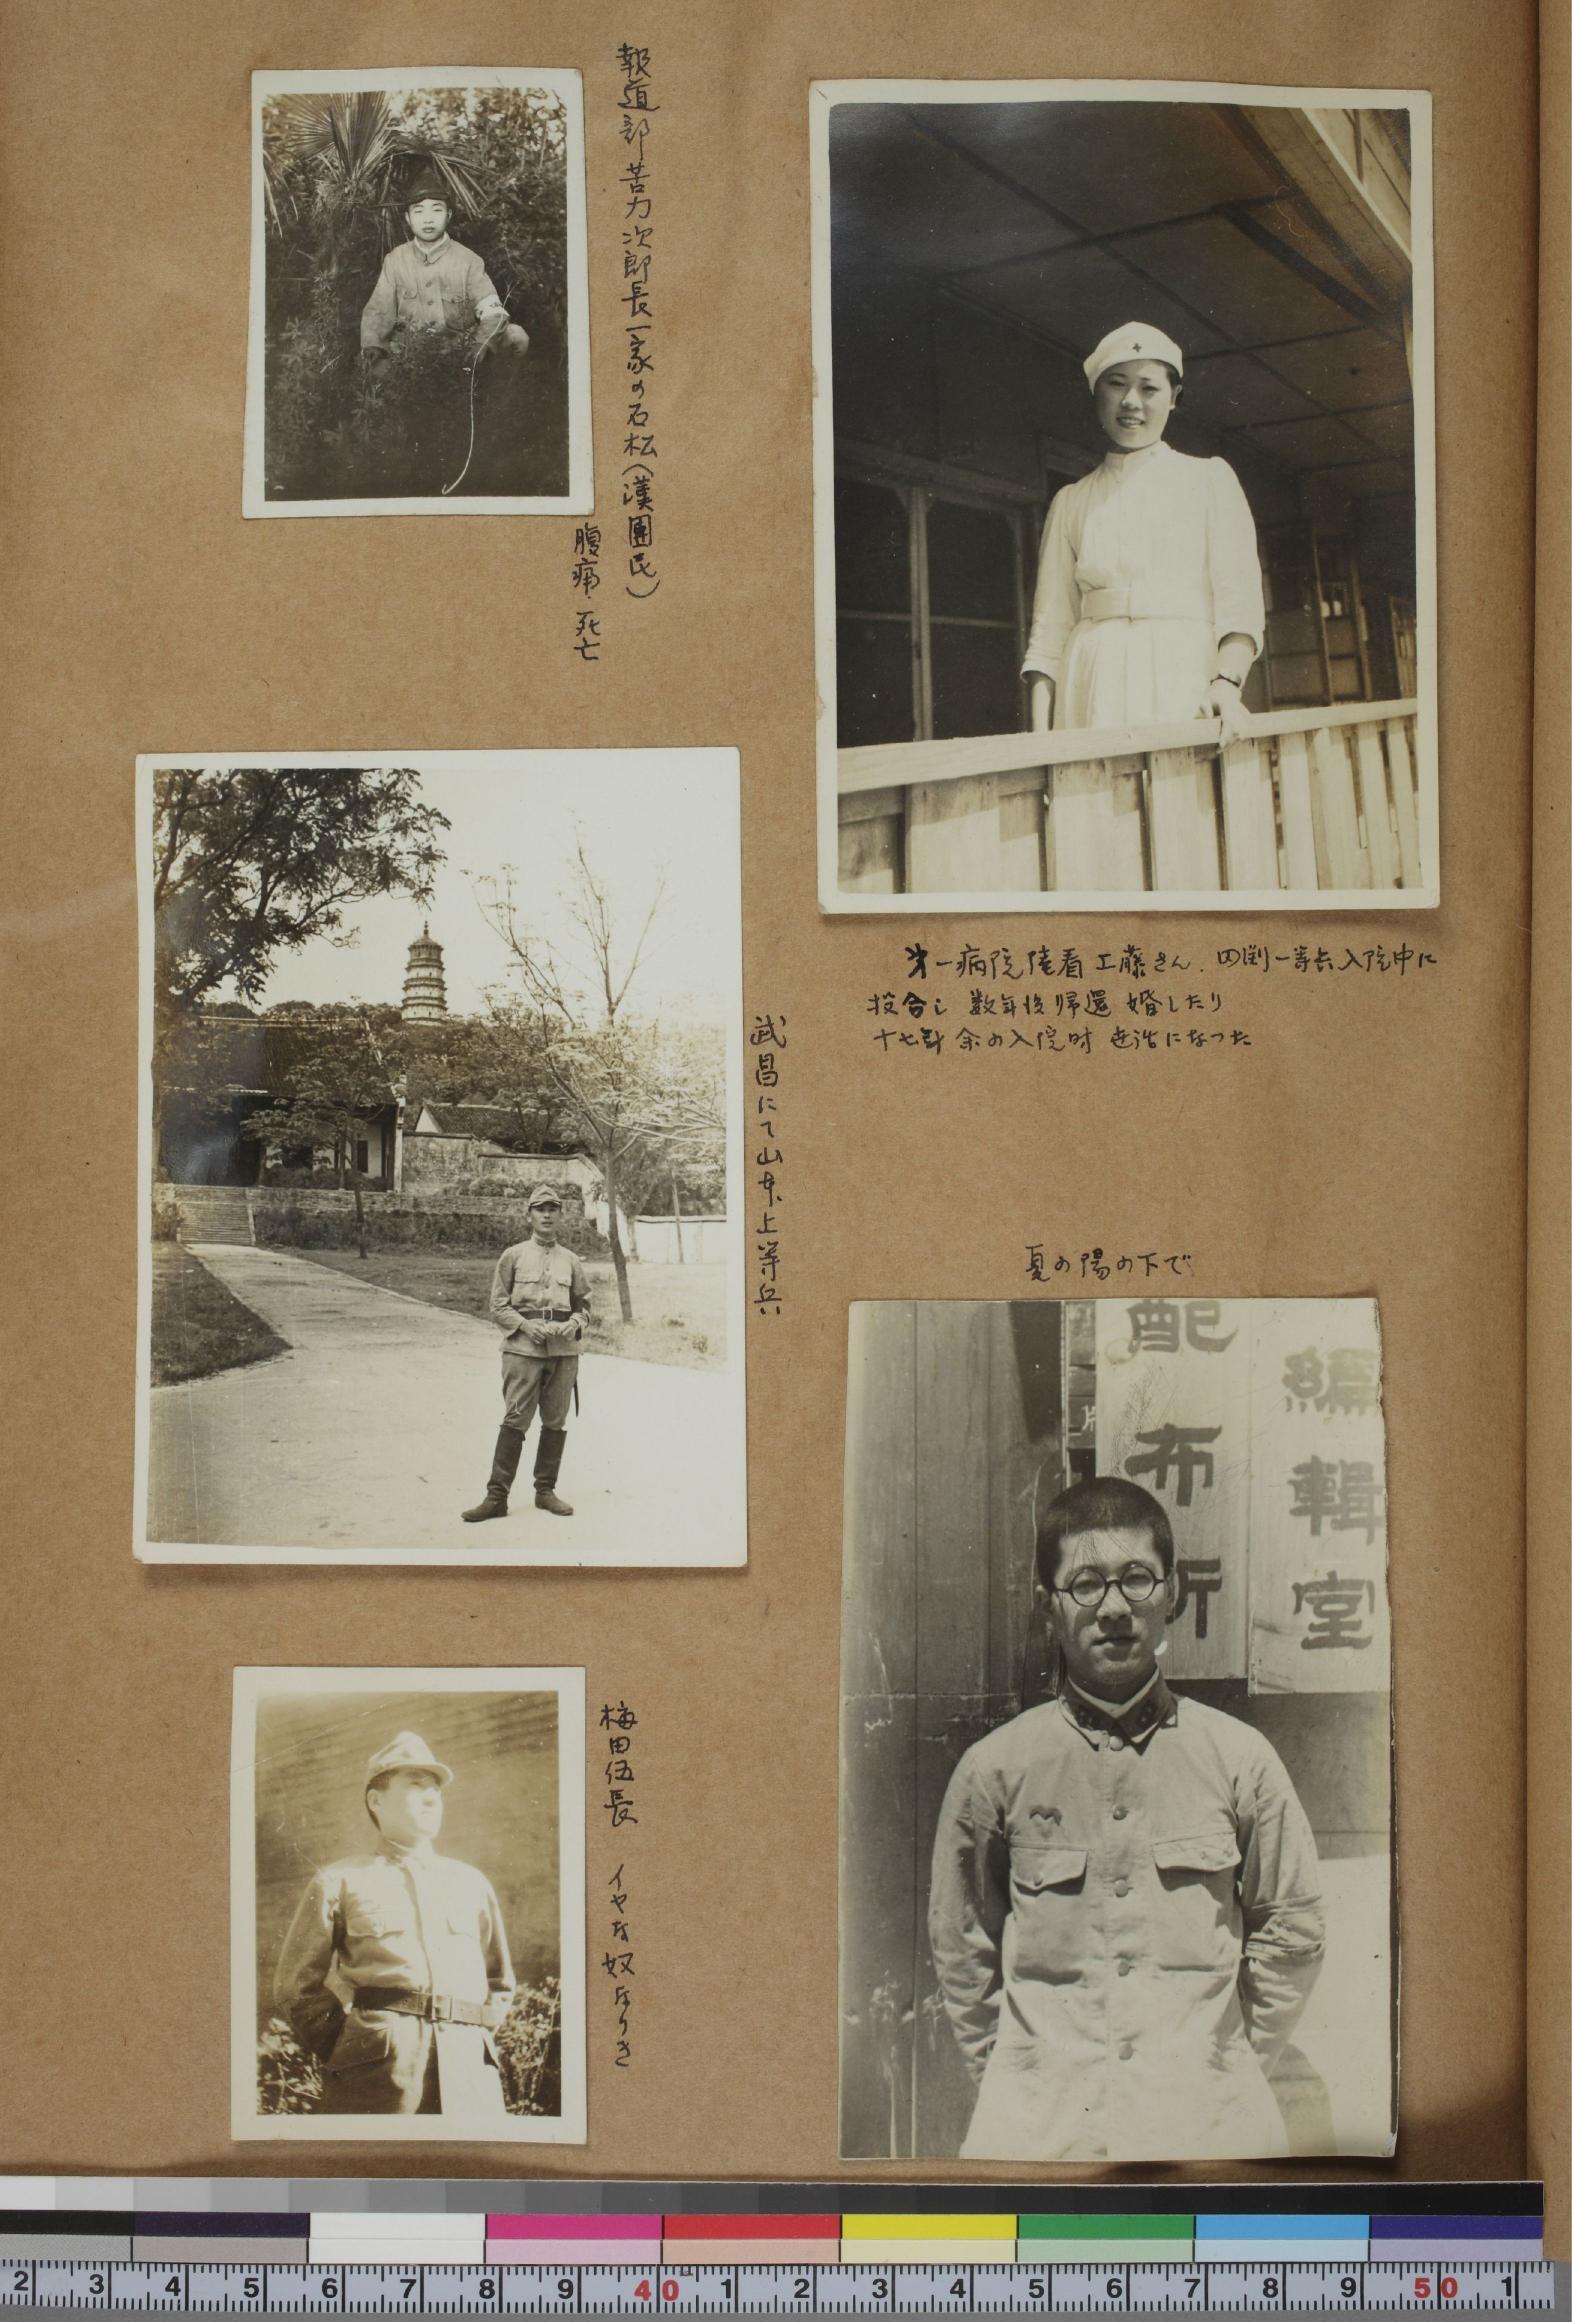 報道部苦力次郎長一家の石松(漢團民)
腹痛・死亡
第一病院陸看工藤さん、四割一等兵入院中に
投合し 数年後帰還 婚したり
十七年 余の入院時 世話になった
武昌にて山本上等兵
夏の陽の下で
配布所
編輯室
梅田伍長 イヤな奴なりき
2 3 4 5 6 7 8 9 40 1 2 3 4 5 6 7 8 9 50 1